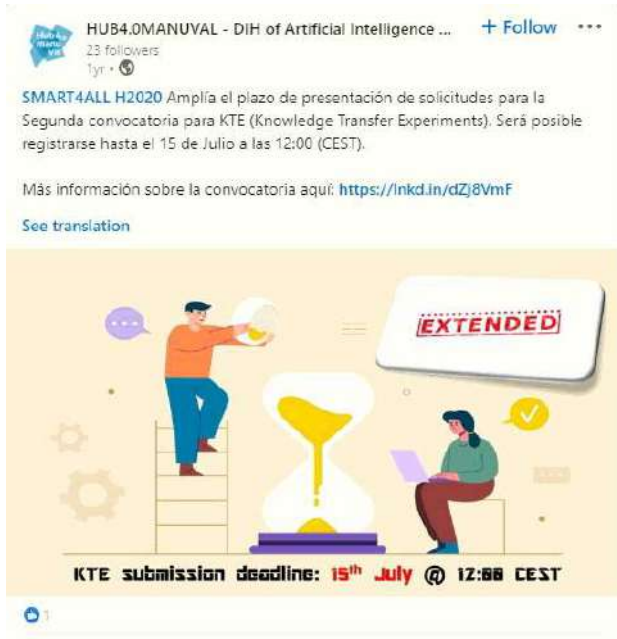 HUB4.0MANUVAL - DIH of Artificial Intelligence ...
+ Follow
23 followers
1yr
SMART4ALL H2020 Amplía el plazo de presentación de solicitudes para la
Segunda convocatoria para KTE (Knowledge Transfer Experiments). Será posible
registrarse hasta el 15 de Julio a las 12:00 (CEST).
Más información sobre la convocatoria aquí: https://lnkd.in/dZj8VmF
See translation
EXTENDED
KTE submission deadline: 15th July @ 12:00 CEST
1